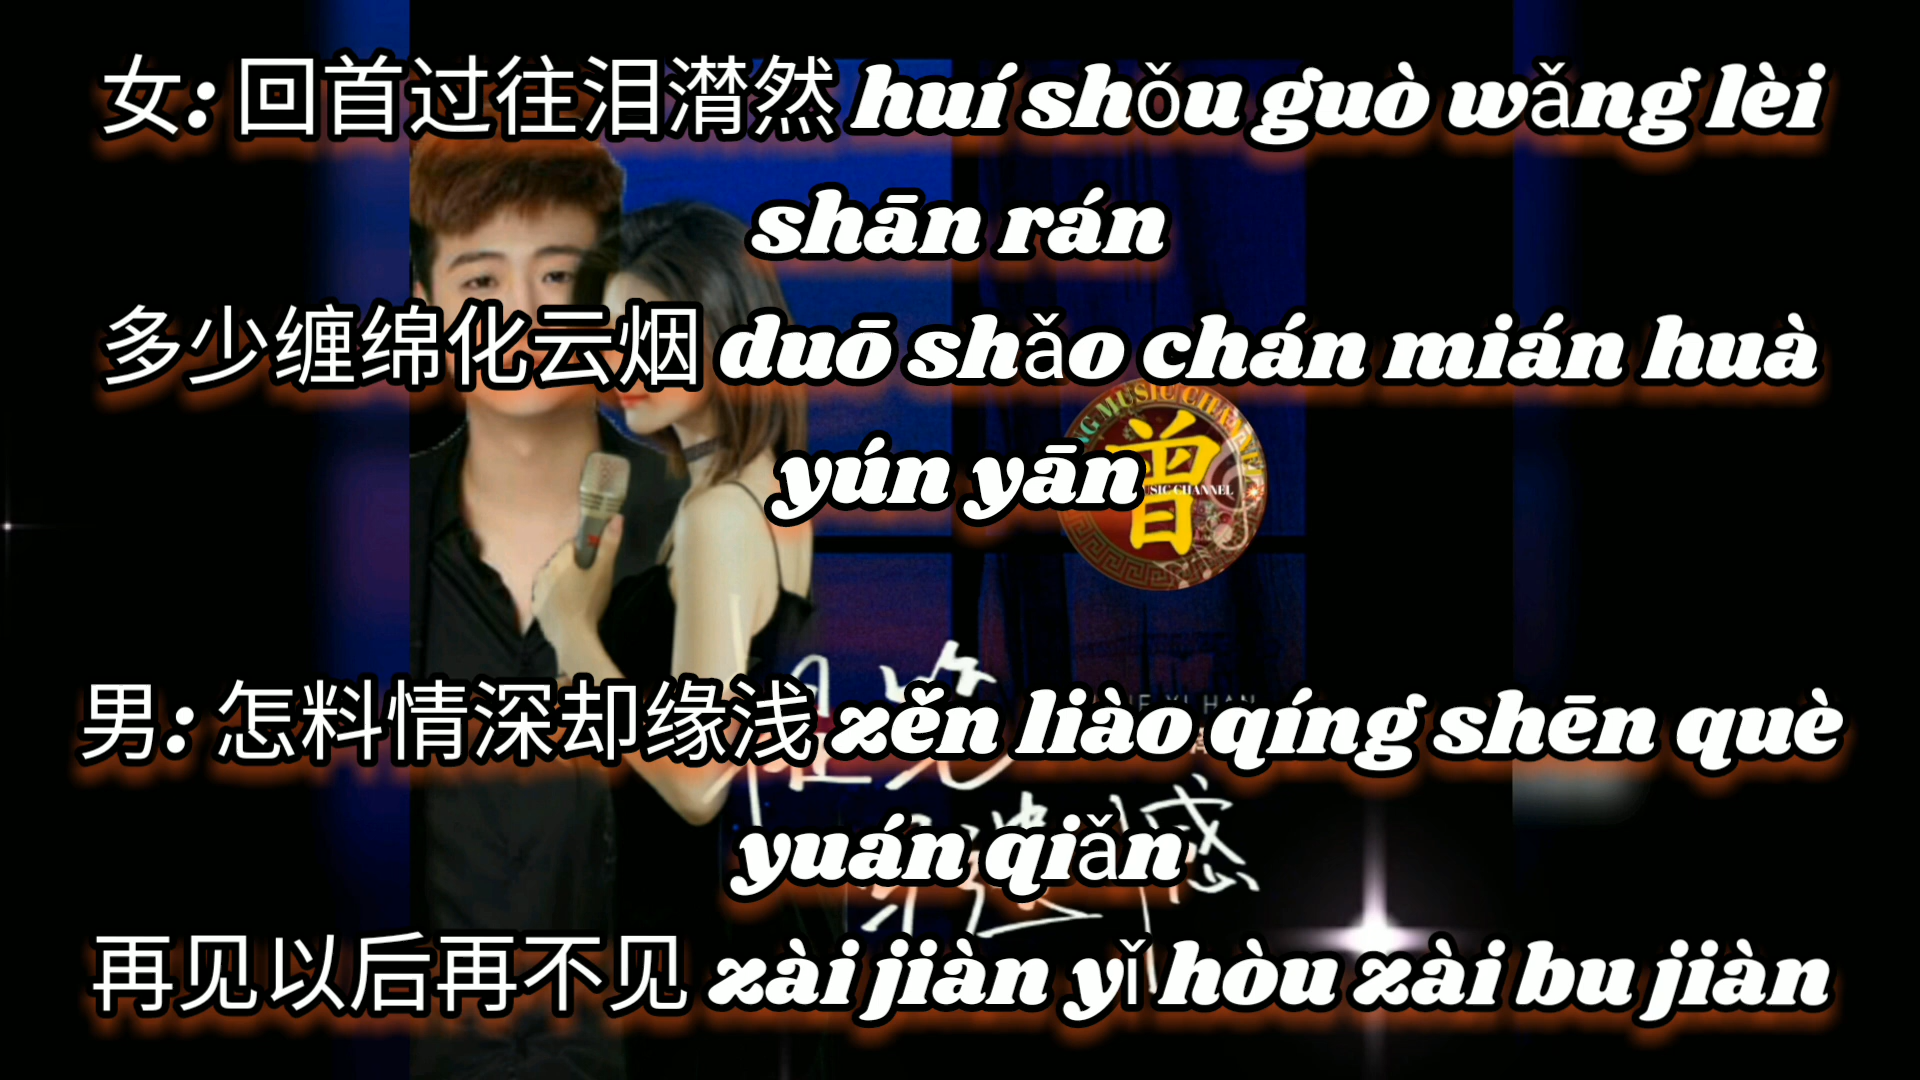 女: 回首过往泪潸然 huí shǒu guò wǎng lèi
shān rán
多少缠绵化云烟 duō shǎo chán mián huà
yún yān
MUSIC CHANNEL
曾
男: 怎料情深却缘浅 zěn liào qíng shēn què
yuán qiǎn
再见以后再不见 zài jiàn yǐ hòu zài bu jiàn